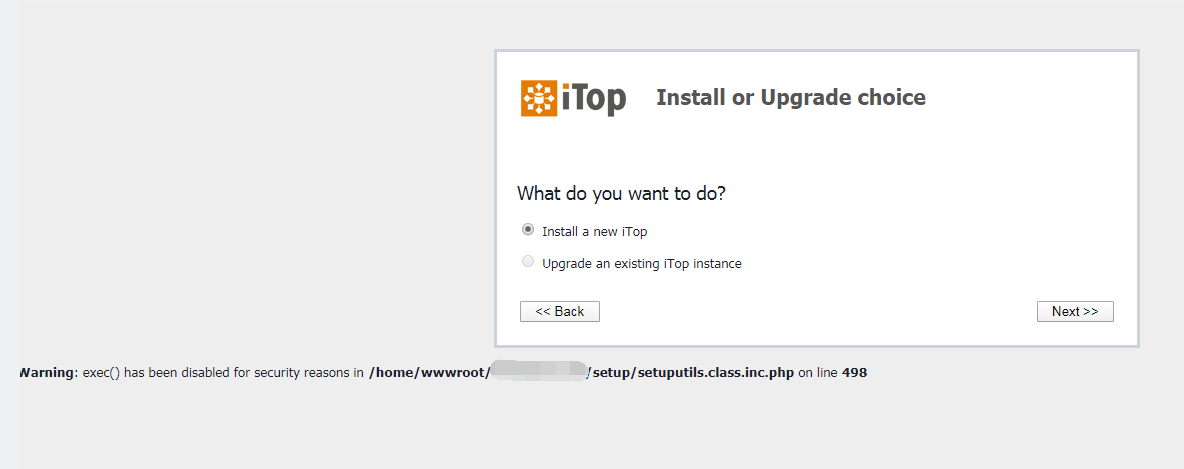 iTop
Install or Upgrade choice
What do you want to do?
Install a new iTop
Upgrade an existing iTop instance
<< Back
Next >>
Warning: exec() has been disabled for security reasons in /home/wwwroot/ /setup/setuputils.class.inc.php on line 498